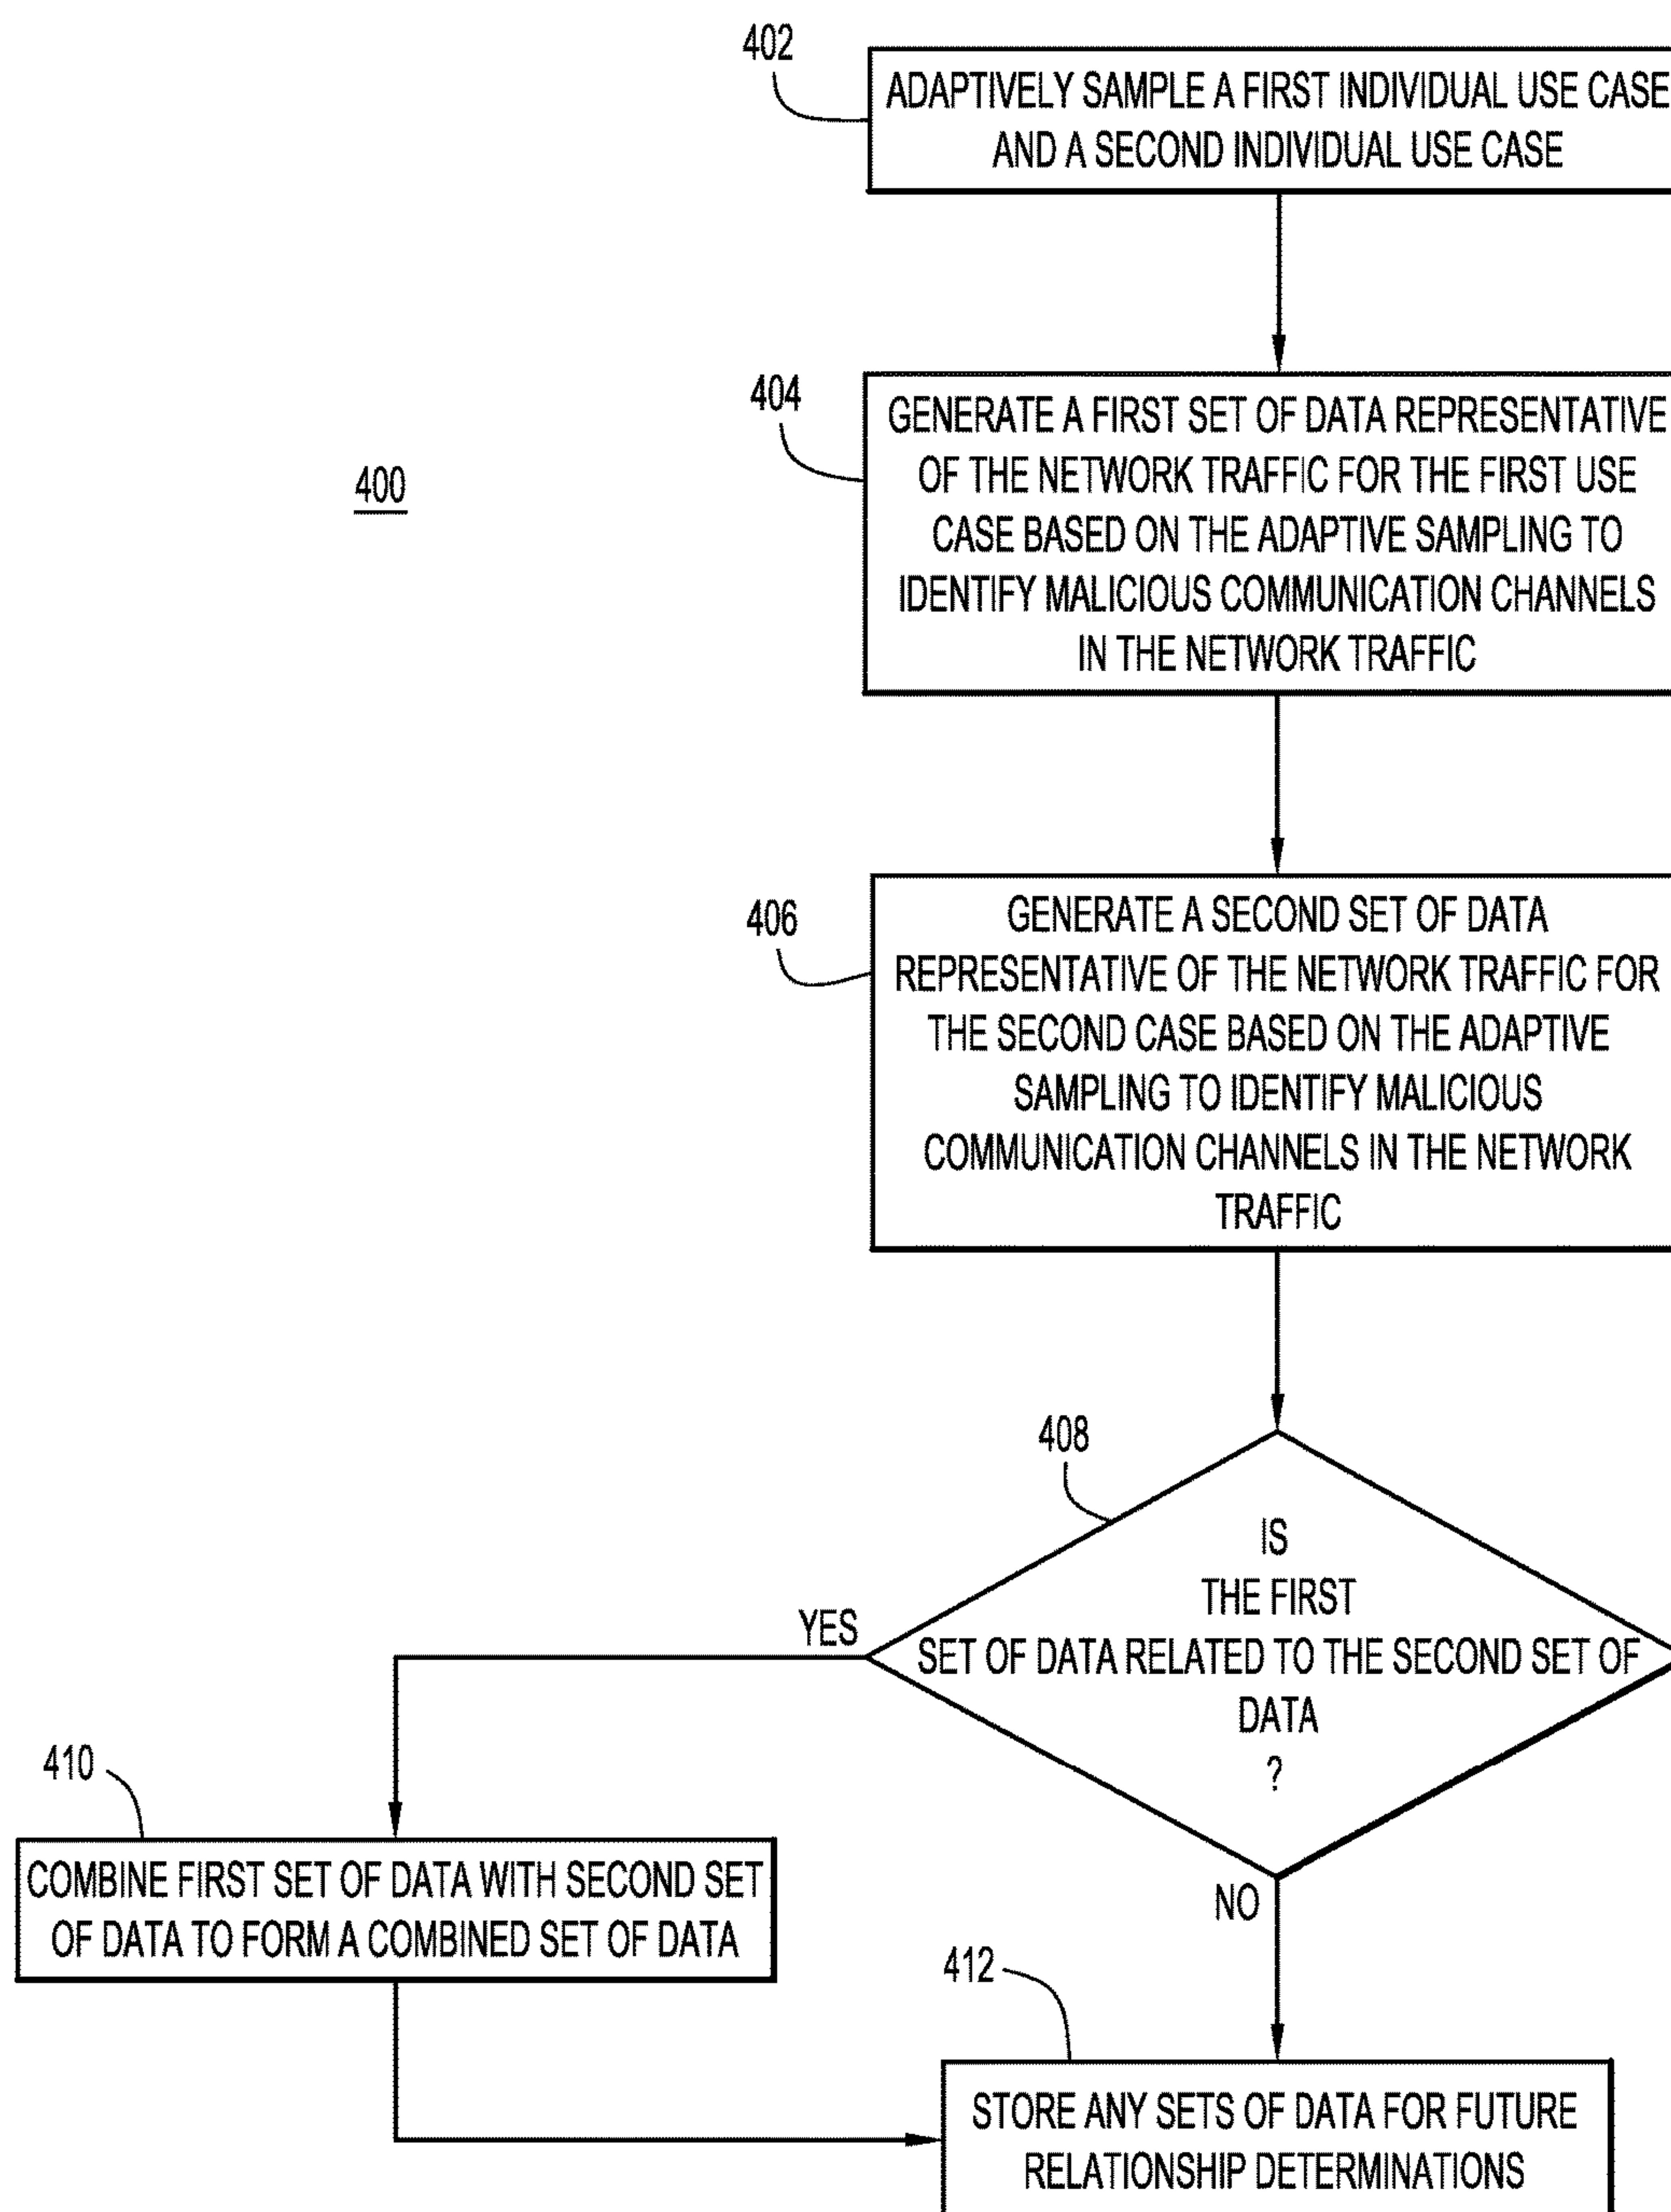 402
ADAPTIVELY SAMPLE A FIRST INDIVIDUAL USE CASE
AND A SECOND INDIVIDUAL USE CASE
404
GENERATE A FIRST SET OF DATA REPRESENTATIVE
OF THE NETWORK TRAFFIC FOR THE FIRST USE
CASE BASED ON THE ADAPTIVE SAMPLING TO
IDENTIFY MALICIOUS COMMUNICATION CHANNELS
IN THE NETWORK TRAFFIC
400
406
GENERATE A SECOND SET OF DATA
REPRESENTATIVE OF THE NETWORK TRAFFIC FOR
THE SECOND CASE BASED ON THE ADAPTIVE
SAMPLING TO IDENTIFY MALICIOUS
COMMUNICATION CHANNELS IN THE NETWORK
TRAFFIC
408
IS
THE FIRST
SET OF DATA RELATED TO THE SECOND SET OF
DATA
?
YES
410
COMBINE FIRST SET OF DATA WITH SECOND SET
OF DATA TO FORM A COMBINED SET OF DATA
NO
412
STORE ANY SETS OF DATA FOR FUTURE
RELATIONSHIP DETERMINATIONS